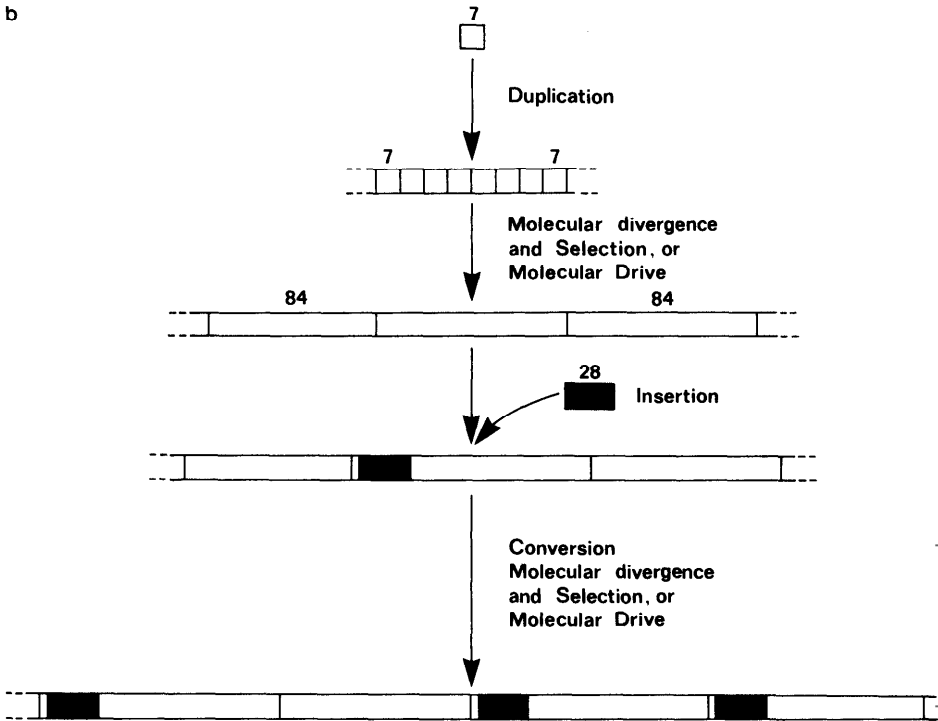 b
7
Duplication
7 7
Molecular divergence
and Selection, or
Molecular Drive
84 84
28
Insertion
Conversion
Molecular divergence
and Selection, or
Molecular Drive